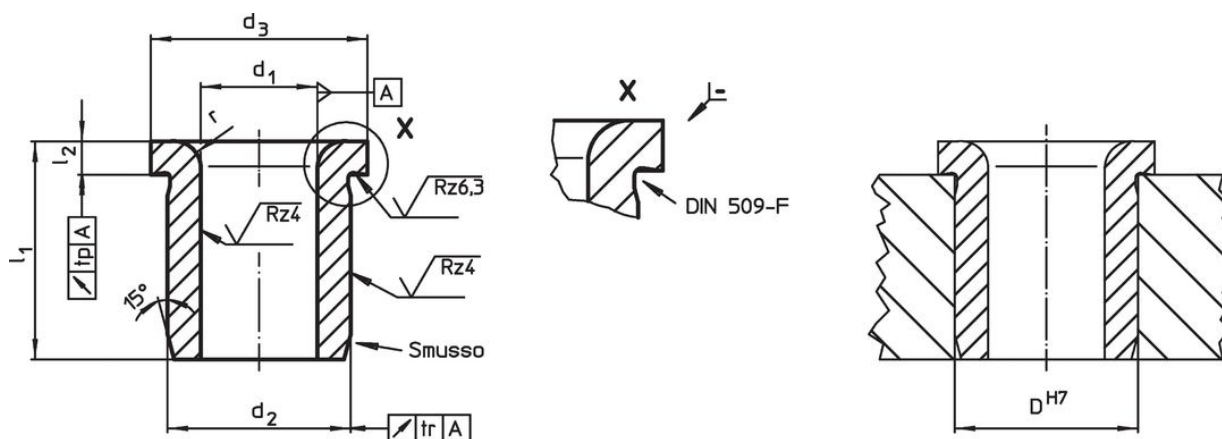 d3
d1
A
r
X
l2
Rz6,3
Rz4
tp A
l1
Rz4
15°
Smusso
d2
tr A
X
DIN 509-F
D H7